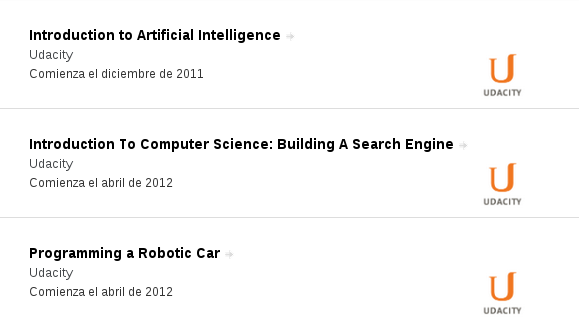 Introduction to Artificial Intelligence
Udacity
Comienza el diciembre de 2011
UDACITY
Introduction To Computer Science: Building A Search Engine
Udacity
Comienza el abril de 2012
UDACITY
Programming a Robotic Car
Udacity
Comienza el abril de 2012
UDACITY